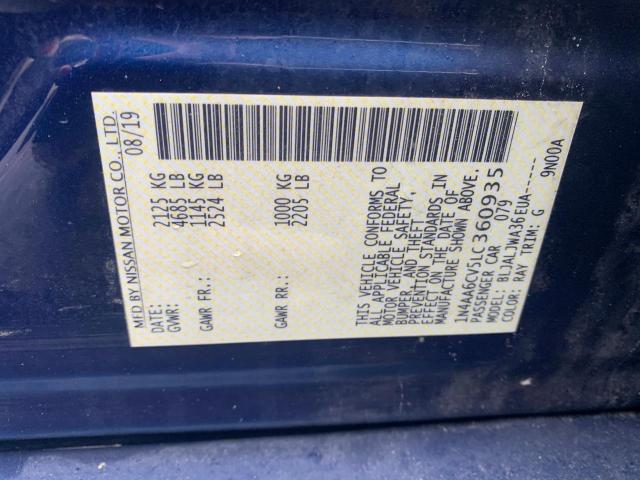 MFD BY NISSAN MOTOR CO., LTD.
DATE: 08/19
GVWR: 2125 KG
4685 LB
GAWR FR.: 1145 KG
2524 LB
GAWR RR.: 1000 KG
2205 LB
THIS VEHICLE CONFORMS TO
ALL APPLICABLE FEDERAL
MOTOR VEHICLE SAFETY,
BUMPER, AND THEFT
PREVENTION STANDARDS IN
EFFECT ON THE DATE OF
MANUFACTURE SHOWN ABOVE.
1N4AA6CV5LC360935
PASSENGER CAR 079
MODEL: BLJALJWA36EUA------
COLOR: RAY TRIM: G 9N00A